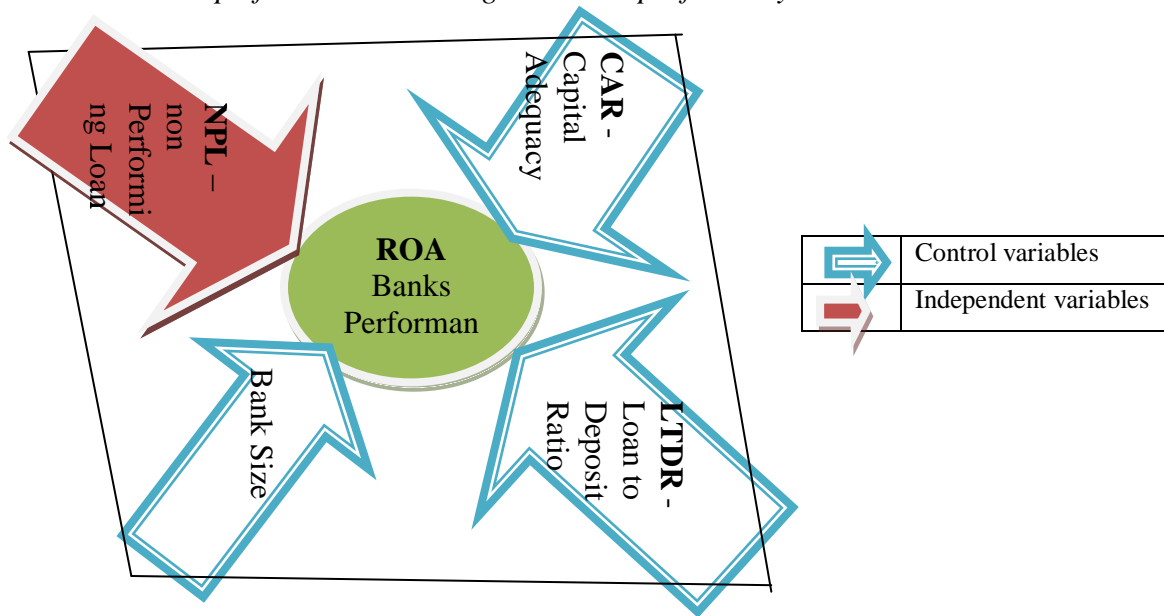 NPL –
non
Performi
ng Loan
CAR -
Capital
Adequacy
ROA
Banks
Performan
Bank Size
LTDR -
Loan to
Deposit
Ratio
Control variables
Independent variables